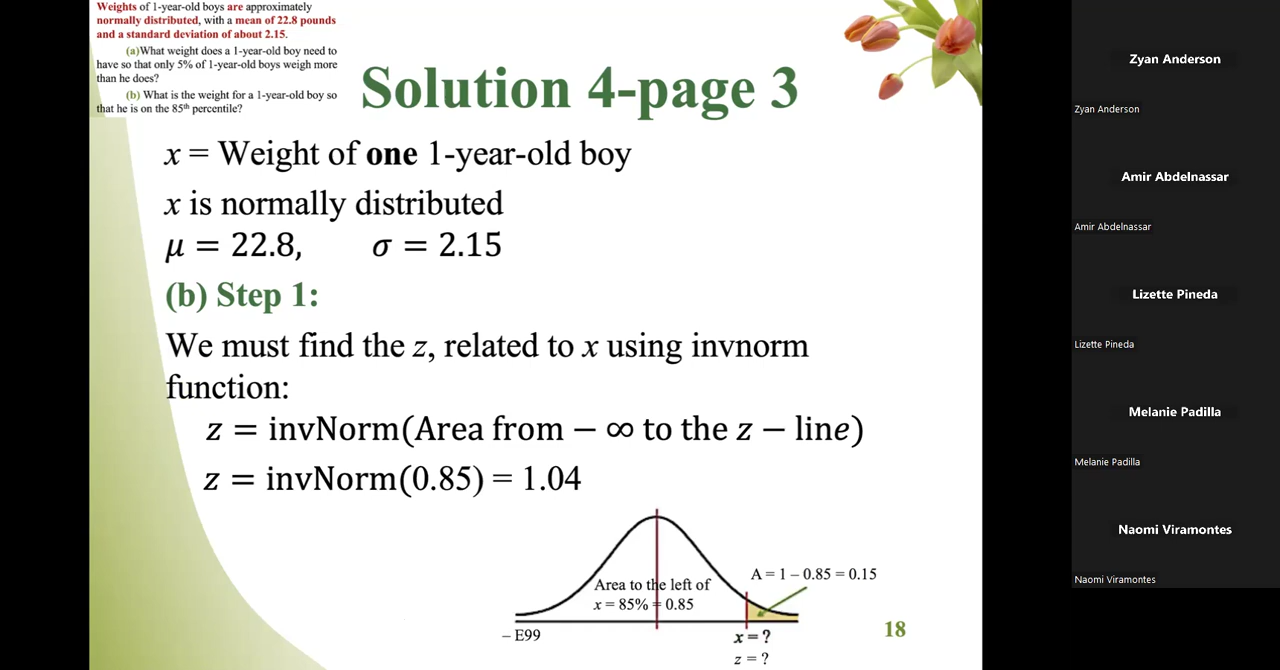 Weights of 1-year-old boys are approximately
normally distributed, with a mean of 22.8 pounds
and a standard deviation of about 2.15.
(a)What weight does a 1-year-old boy need to
have so that only 5% of 1-year-old boys weigh more
than he does?
(b) What is the weight for a 1-year-old boy so
that he is on the 85th percentile?
Solution 4-page 3
x = Weight of one 1-year-old boy
x is normally distributed
μ = 22.8, σ = 2.15
(b) Step 1:
We must find the z, related to x using invnorm
function:
z = invNorm(Area from − ∞ to the z − line)
z = invNorm(0.85) = 1.04
Area to the left of
x = 85% = 0.85
A = 1 – 0.85 = 0.15
– E99
x = ?
z = ?
18
Zyan Anderson
Zyan Anderson
Amir Abdelnassar
Amir Abdelnassar
Lizette Pineda
Lizette Pineda
Melanie Padilla
Melanie Padilla
Naomi Viramontes
Naomi Viramontes